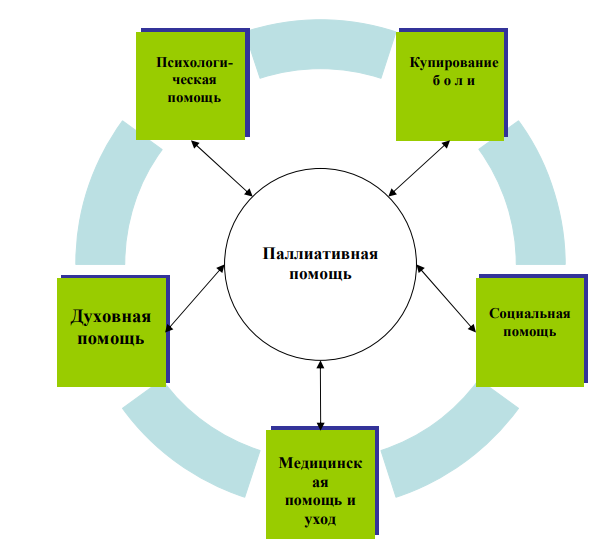 Психологи-
ческая
помощь
Купирование
б о л и
Паллиативная
помощь
Духовная
помощь
Социальная
помощь
Медицинск
ая
помощь и
уход